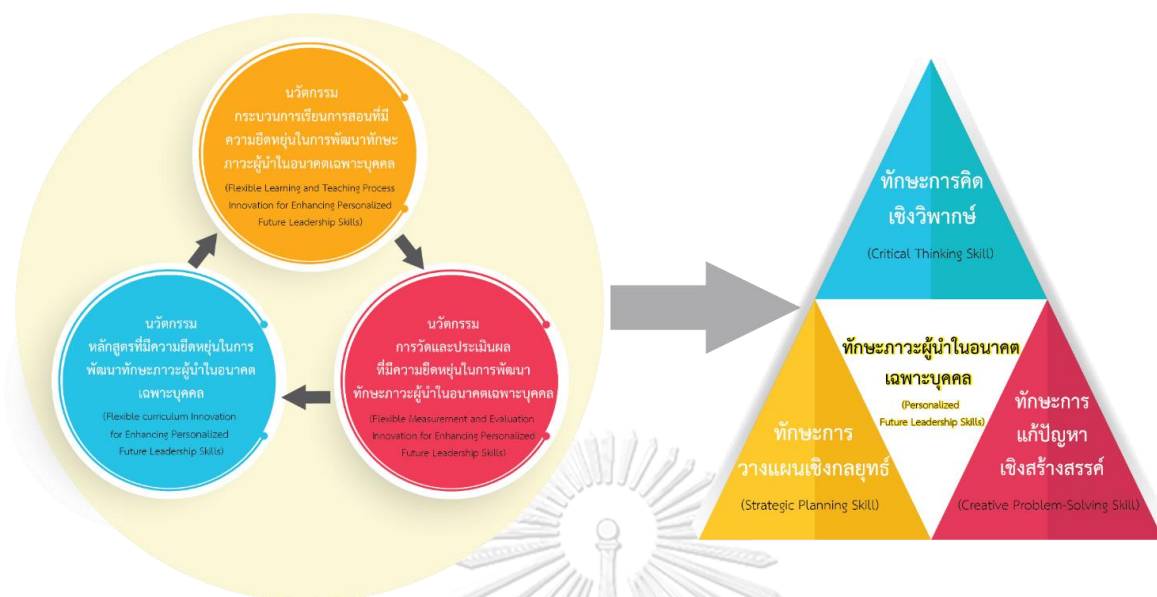 นวัตกรรม
กระบวนการเรียนการสอนที่มี
ความยืดหยุ่นในการพัฒนาทักษะ
ภาวะผู้นำในอนาคตเฉพาะบุคคล
(Flexible Learning and Teaching Process
Innovation for Enhancing Personalized
Future Leadership Skills)
นวัตกรรม
หลักสูตรที่มีความยืดหยุ่นในการ
พัฒนาทักษะภาวะผู้นำในอนาคต
เฉพาะบุคคล
(Flexible curriculum Innovation
for Enhancing Personalized
Future Leadership Skills)
นวัตกรรม
การวัดและประเมินผล
ที่มีความยืดหยุ่นในการพัฒนา
ทักษะภาวะผู้นำในอนาคตเฉพาะบุคคล
(Flexible Measurement and Evaluation
Innovation for Enhancing Personalized
Future Leadership Skills)
ทักษะการคิด
เชิงวิพากษ์
(Critical Thinking Skill)
ทักษะภาวะผู้นำในอนาคต
เฉพาะบุคคล
(Personalized
Future Leadership Skills)
ทักษะการ
วางแผนเชิงกลยุทธ์
(Strategic Planning Skill)
ทักษะการ
แก้ปัญหา
เชิงสร้างสรรค์
(Creative Problem-Solving Skill)